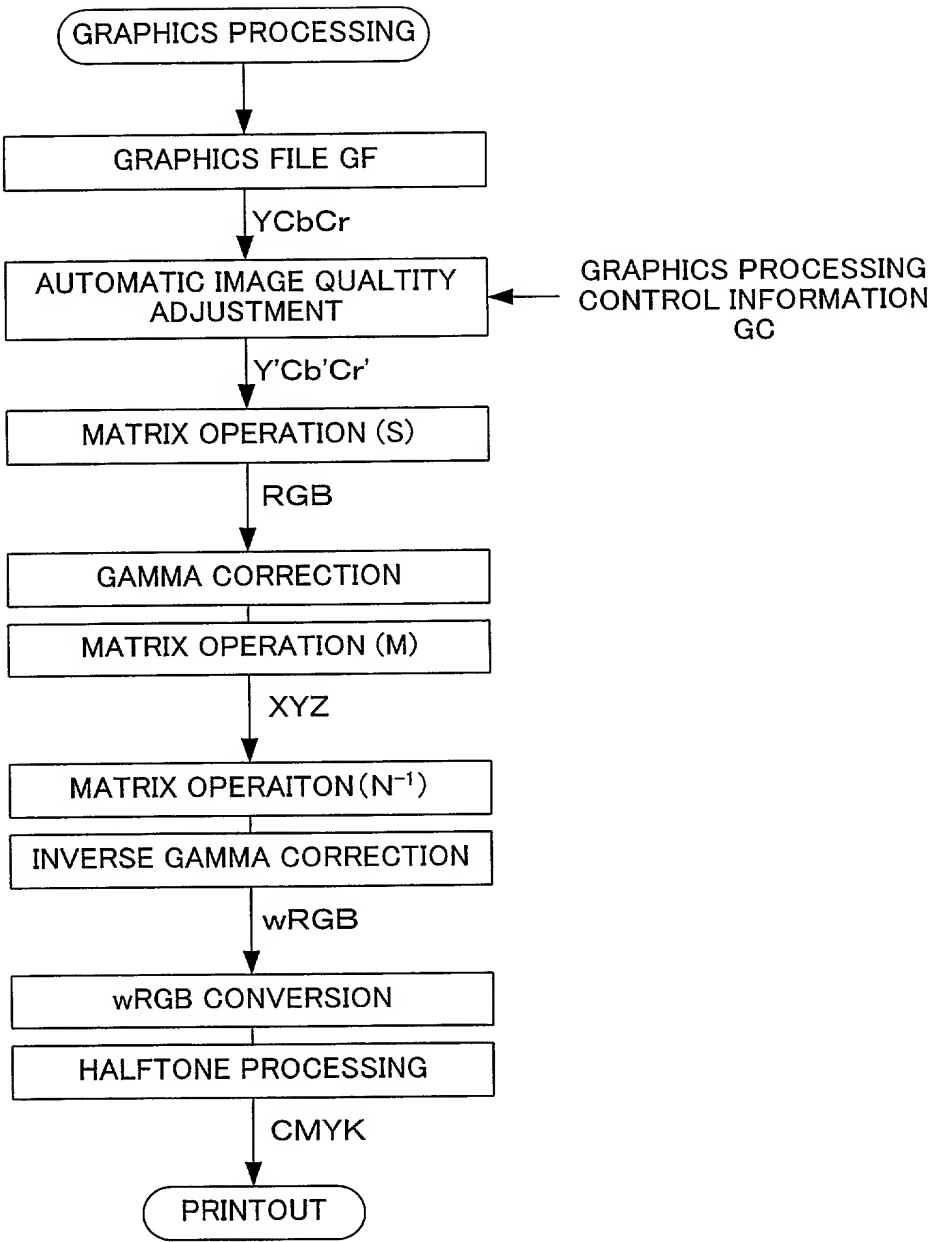 GRAPHICS PROCESSING
GRAPHICS FILE GF
YCbCr
AUTOMATIC IMAGE QUALTITY
ADJUSTMENT
GRAPHICS PROCESSING
CONTROL INFORMATION
GC
Y'Cb'Cr'
MATRIX OPERATION (S)
RGB
GAMMA CORRECTION
MATRIX OPERATION (M)
XYZ
MATRIX OPERAITON (N⁻¹)
INVERSE GAMMA CORRECTION
wRGB
wRGB CONVERSION
HALFTONE PROCESSING
CMYK
PRINTOUT